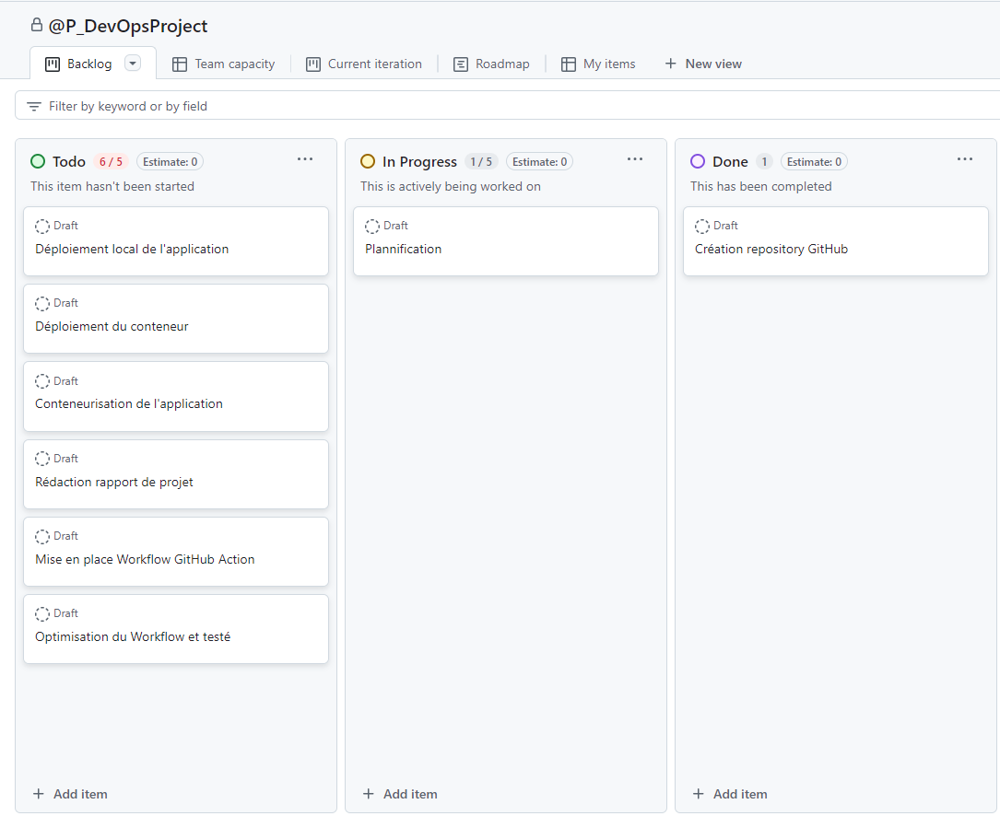 @P_DevOpsProject
Backlog Team capacity Current iteration Roadmap My items + New view
Filter by keyword or by field
Todo 6 / 5 Estimate: 0 ...
This item hasn't been started
Draft
Déploiement local de l'application
Draft
Déploiement du conteneur
Draft
Conteneurisation de l'application
Draft
Rédaction rapport de projet
Draft
Mise en place Workflow GitHub Action
Draft
Optimisation du Workflow et testé
+ Add item
In Progress 1 / 5 Estimate: 0 ...
This is actively being worked on
Draft
Plannification
+ Add item
Done 1 Estimate: 0 ...
This has been completed
Draft
Création repository GitHub
+ Add item